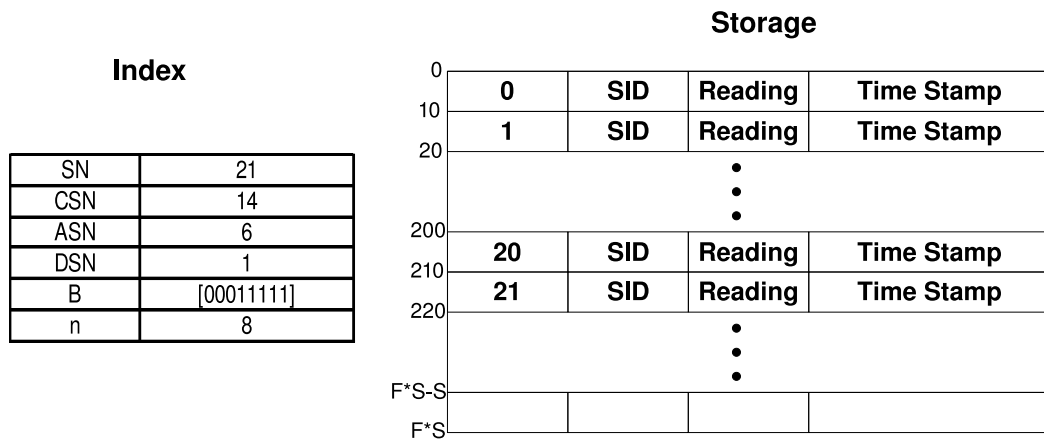 Storage
Index
0
0 SID Reading Time Stamp
10
1 SID Reading Time Stamp
20
SN 21
CSN 14
ASN 6
DSN 1
B [00011111]
n 8
200
20 SID Reading Time Stamp
210
21 SID Reading Time Stamp
220
F*S-S
F*S